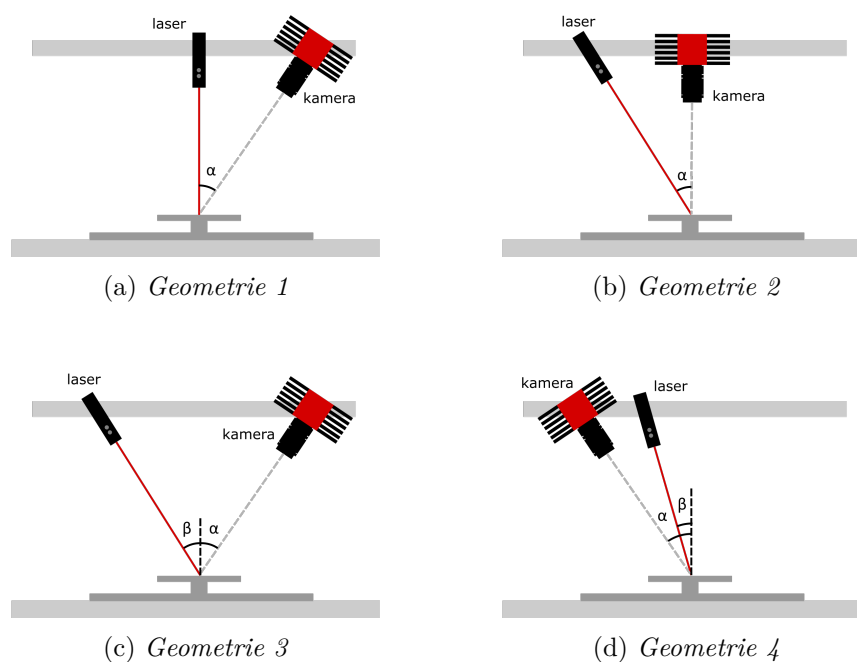 laser
kamera
α
(a) Geometrie 1
laser
kamera
α
(b) Geometrie 2
laser
kamera
β α
(c) Geometrie 3
kamera
laser
α β
(d) Geometrie 4